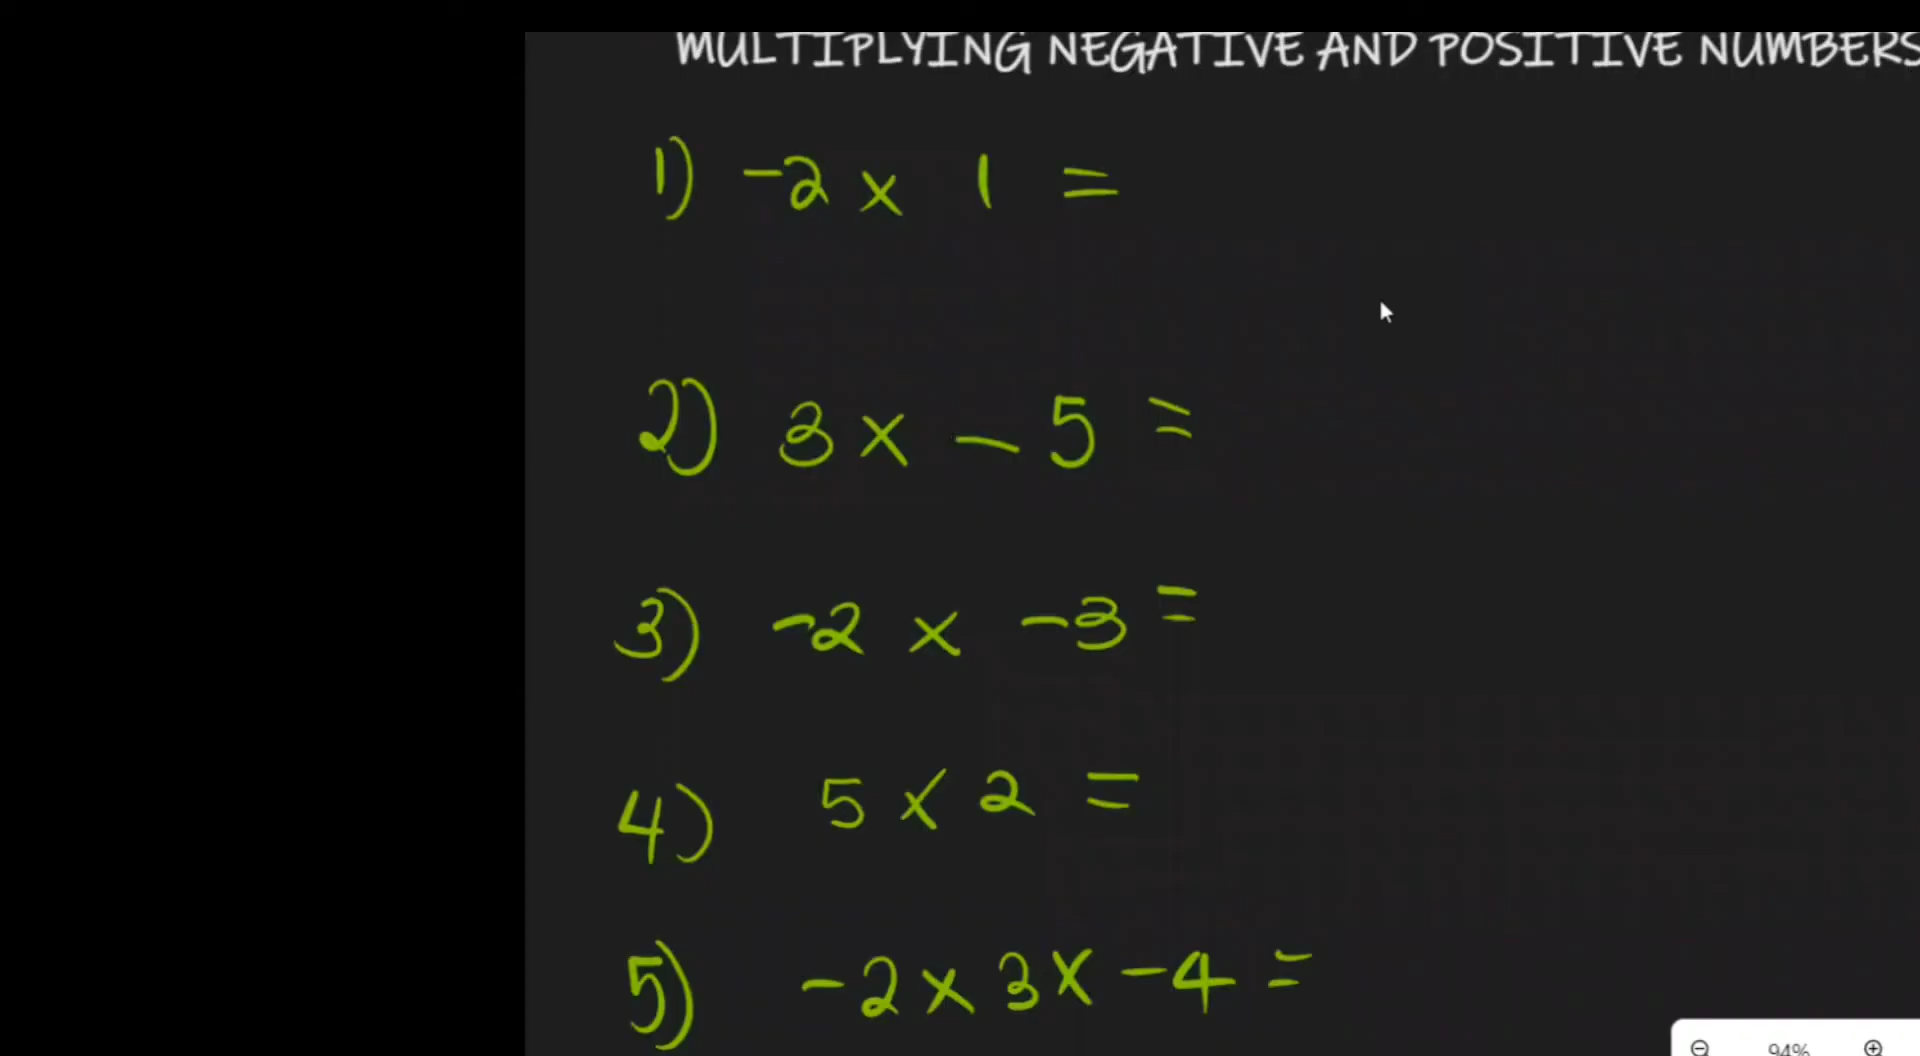 MULTIPLYING NEGATIVE AND POSITIVE NUMBERS
1) -2 x 1 =
2) 3 x - 5 =
3) -2 x -3 =
4) 5 x 2 =
5) -2 x 3 x -4 =
94%